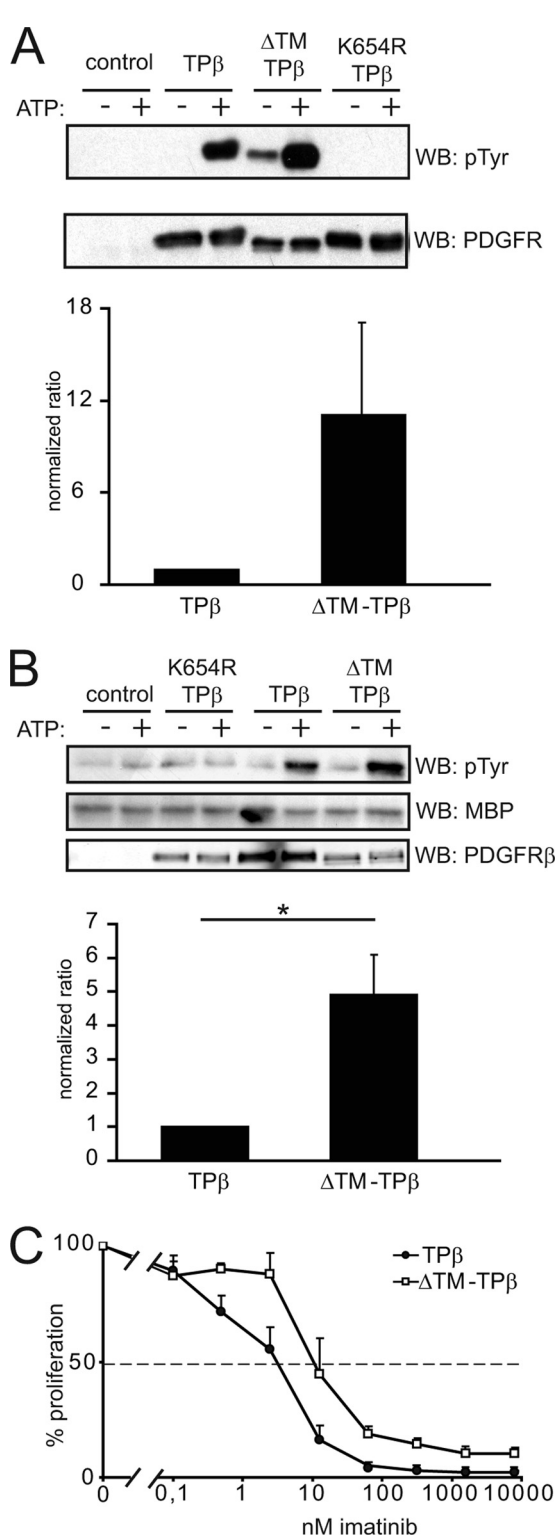 A
control TPβ ΔTM TPβ K654R TPβ
ATP: - + - + - + - +
WB: pTyr
WB: PDGFR
18
12
6
0
normalized ratio
TPβ ΔTM-TPβ
B
control K654R TPβ TPβ ΔTM TPβ
ATP: - + - + - + - +
WB: pTyr
WB: MBP
WB: PDGFRβ
*
7
6
5
4
3
2
1
0
normalized ratio
TPβ ΔTM-TPβ
C
100
50
0
% proliferation
TPβ
ΔTM-TPβ
0 0,1 1 10 100 1000 10000
nM imatinib